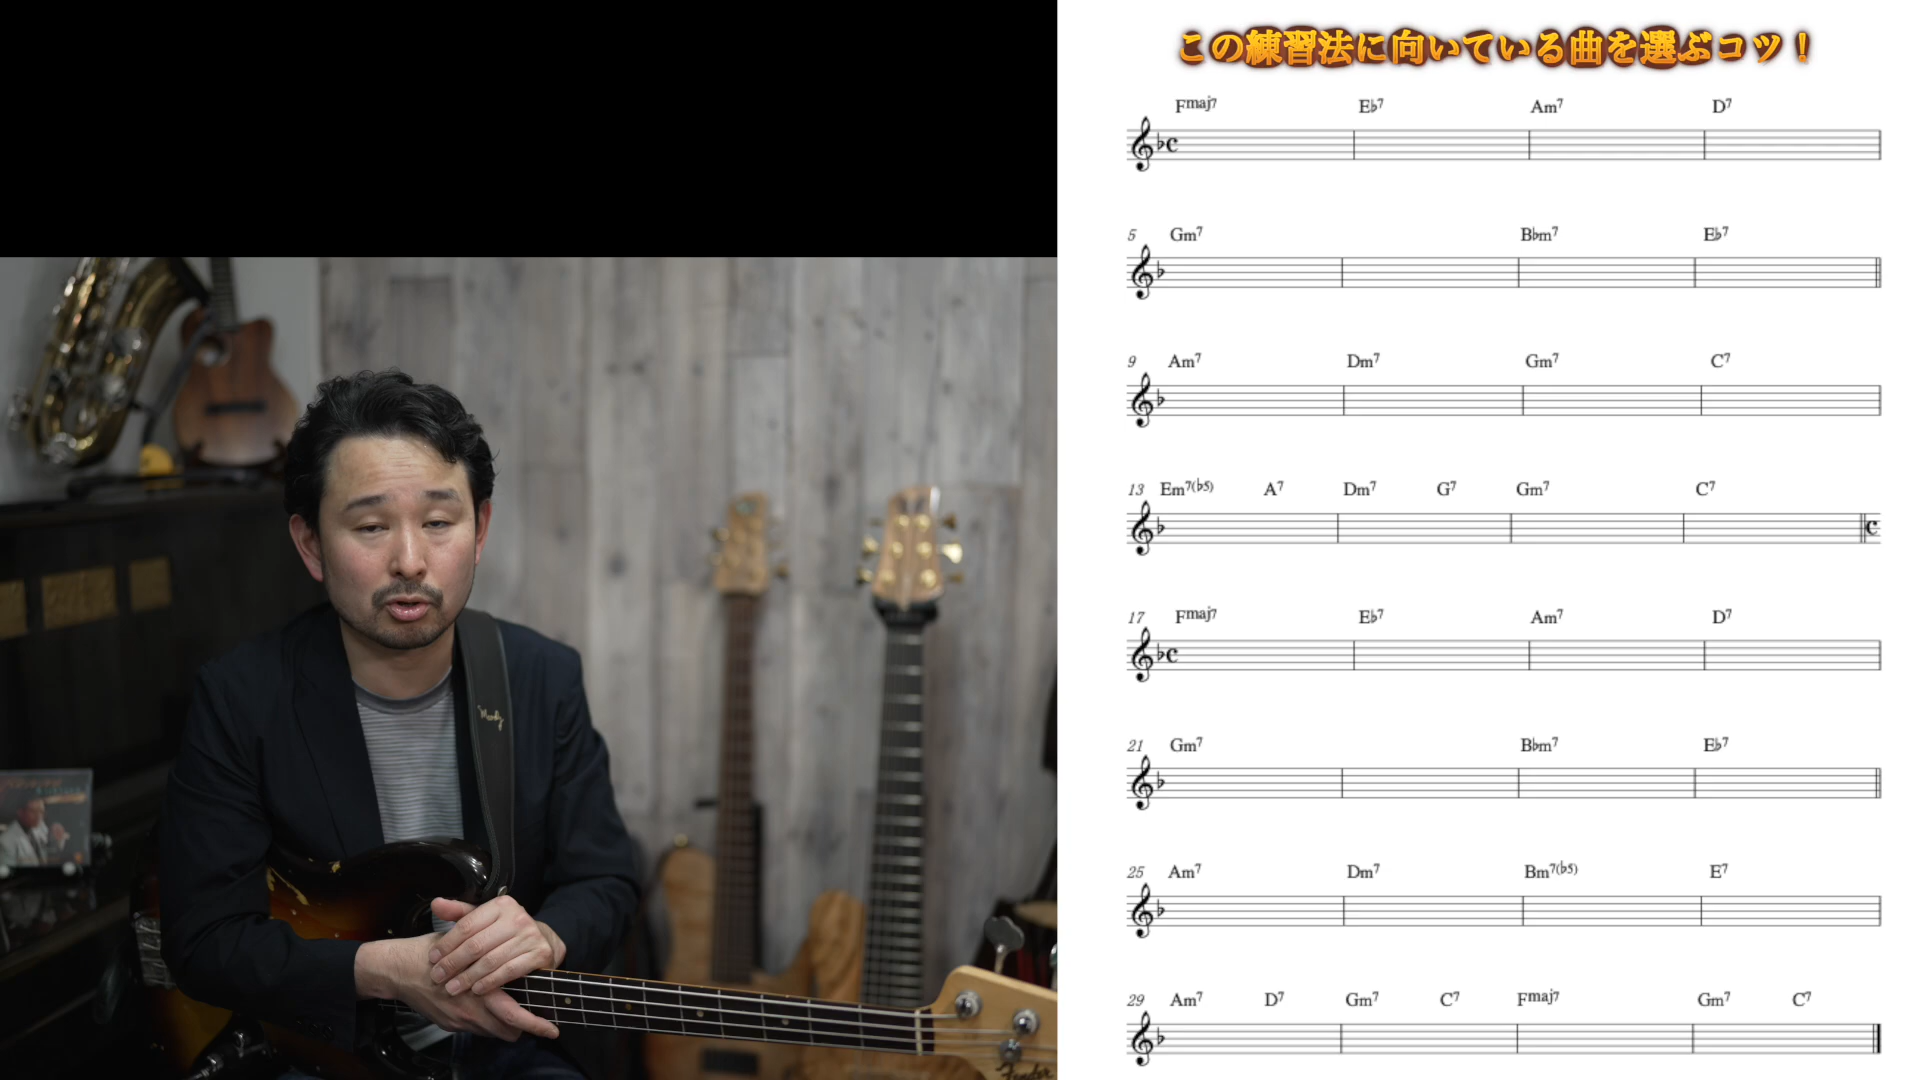 この練習法に向いている曲を選ぶコツ！
Fmaj7 E♭7 Am7 D7
5 Gm7 B♭m7 E♭7
9 Am7 Dm7 Gm7 C7
13 Em7(♭5) A7 Dm7 G7 Gm7 C7
17 Fmaj7 E♭7 Am7 D7
21 Gm7 B♭m7 E♭7
25 Am7 Dm7 Bm7(♭5) E7
29 Am7 D7 Gm7 C7 Fmaj7 Gm7 C7
Moody
Fender